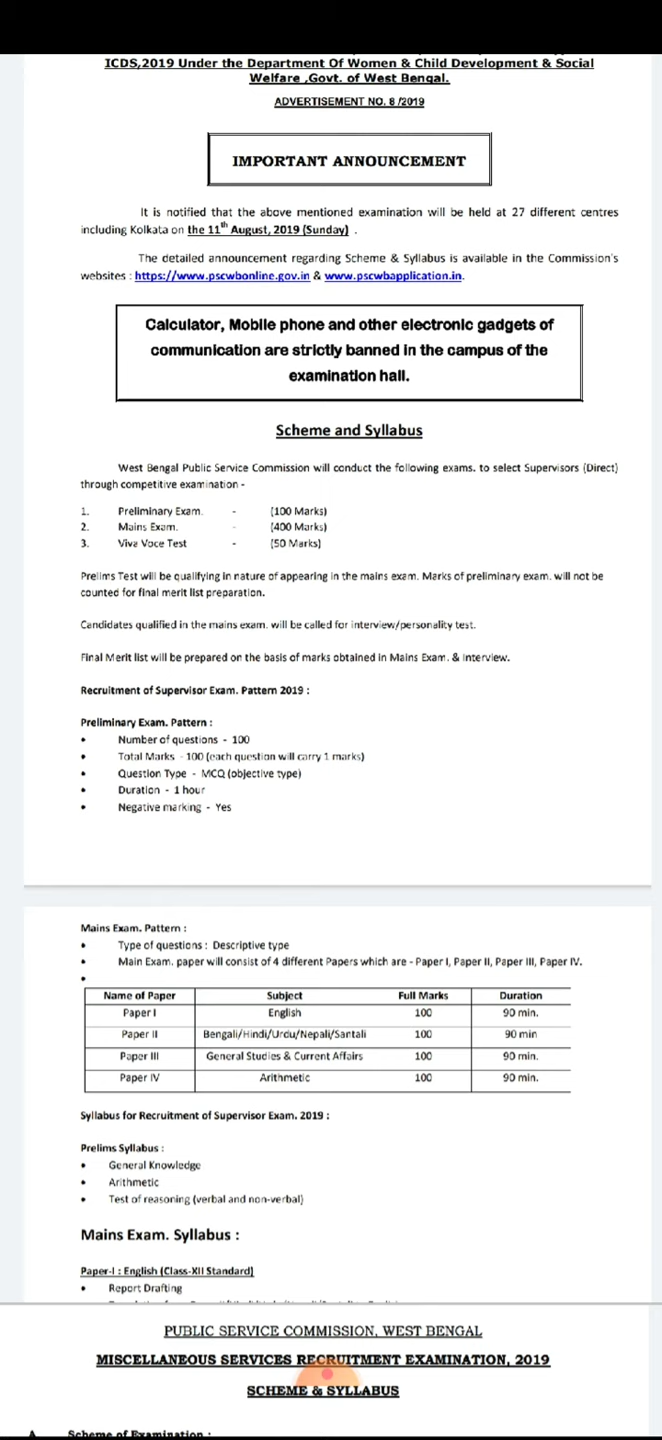 ICDS,2019 Under the Department Of Women & Child Development & Social
Welfare ,Govt. of West Bengal.
ADVERTISEMENT NO. 8 /2019
IMPORTANT ANNOUNCEMENT
It is notified that the above mentioned examination will be held at 27 different centres
including Kolkata on the 11th August, 2019 (Sunday) .
The detailed announcement regarding Scheme & Syllabus is available in the Commission's
websites : https://www.pscwbonline.gov.in & www.pscwbapplication.in.
Calculator, Mobile phone and other electronic gadgets of
communication are strictly banned in the campus of the
examination hall.
Scheme and Syllabus
West Bengal Public Service Commission will conduct the following exams. to select Supervisors (Direct)
through competitive examination -
1. Preliminary Exam. - (100 Marks)
2. Mains Exam. - (400 Marks)
3. Viva Voce Test - (50 Marks)
Prelims Test will be qualifying in nature of appearing in the mains exam. Marks of preliminary exam. will not be
counted for final merit list preparation.
Candidates qualified in the mains exam. will be called for interview/personality test.
Final Merit list will be prepared on the basis of marks obtained in Mains Exam. & Interview.
Recruitment of Supervisor Exam. Pattern 2019 :
Preliminary Exam. Pattern :
• Number of questions - 100
• Total Marks - 100 (each question will carry 1 marks)
• Question Type - MCQ (objective type)
• Duration - 1 hour
• Negative marking - Yes
Mains Exam. Pattern :
• Type of questions : Descriptive type
• Main Exam. paper will consist of 4 different Papers which are - Paper I, Paper II, Paper III, Paper IV.
•
Name of Paper Subject Full Marks Duration
Paper I English 100 90 min.
Paper II Bengali/Hindi/Urdu/Nepali/Santali 100 90 min
Paper III General Studies & Current Affairs 100 90 min.
Paper IV Arithmetic 100 90 min.
Syllabus for Recruitment of Supervisor Exam. 2019 :
Prelims Syllabus :
• General Knowledge
• Arithmetic
• Test of reasoning (verbal and non-verbal)
Mains Exam. Syllabus :
Paper-I : English (Class-XII Standard)
• Report Drafting
PUBLIC SERVICE COMMISSION, WEST BENGAL
MISCELLANEOUS SERVICES RECRUITMENT EXAMINATION, 2019
SCHEME & SYLLABUS
A. Scheme of Examination :